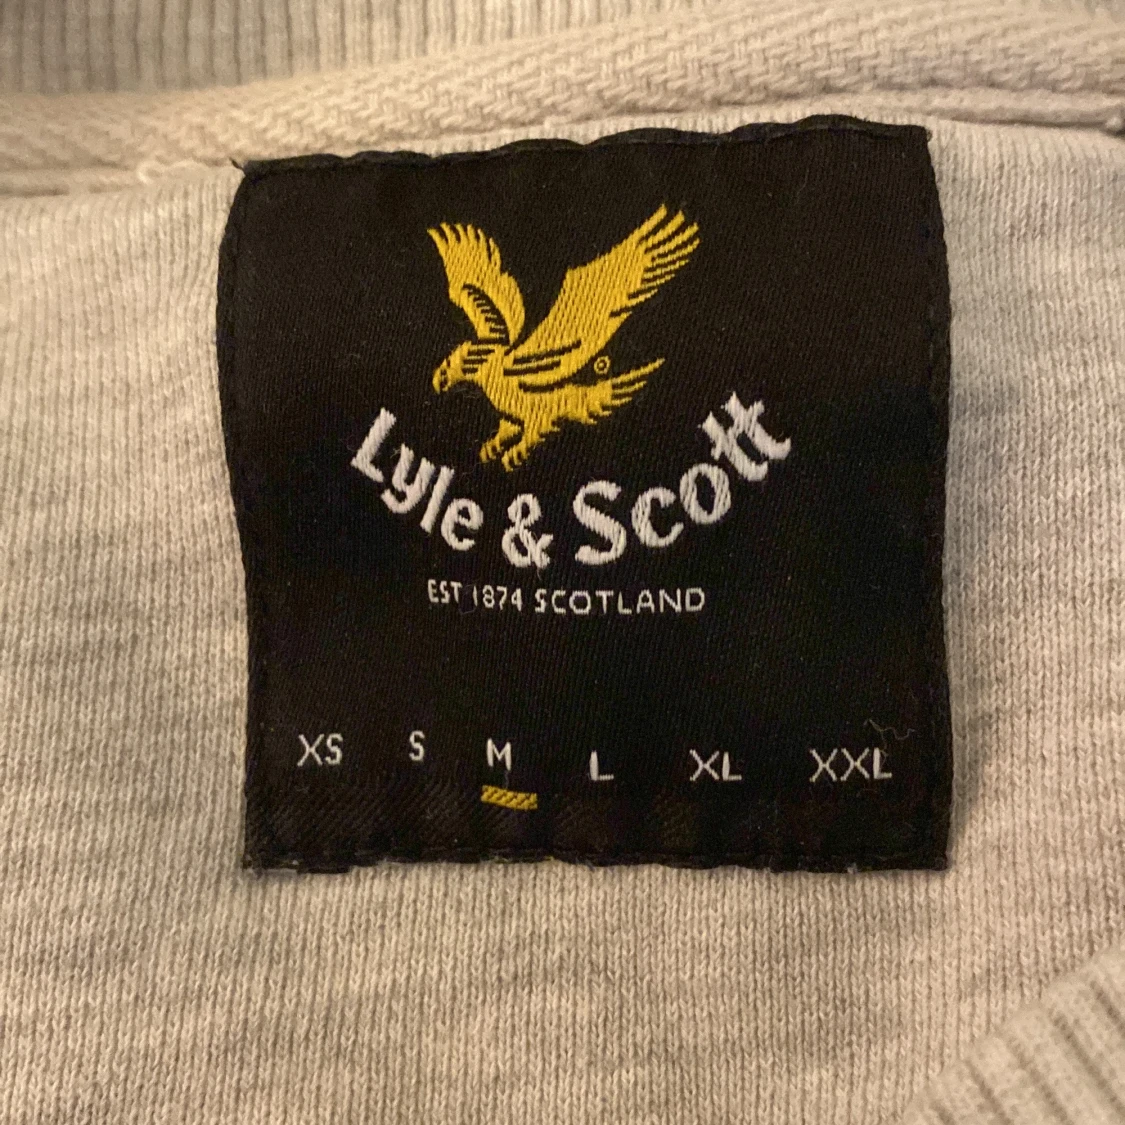 Lyle & Scott
EST 1874 SCOTLAND
XS S M L XL XXL